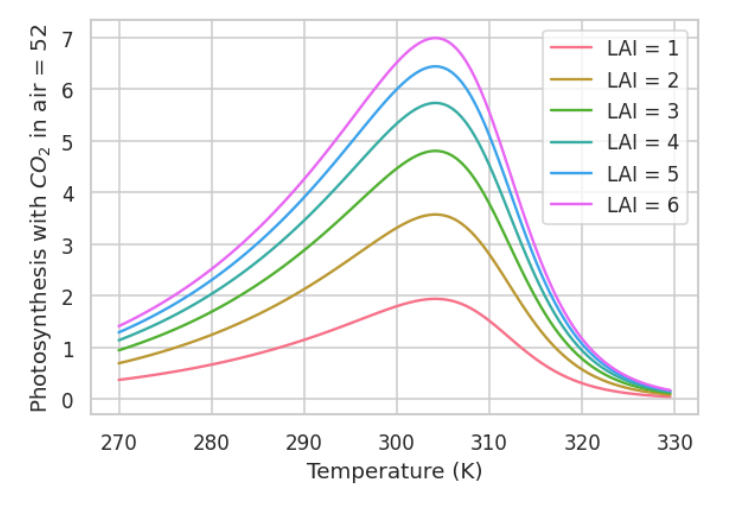 Photosynthesis with $CO_2$ in air = 52
7
6
5
4
3
2
1
0
LAI = 1
LAI = 2
LAI = 3
LAI = 4
LAI = 5
LAI = 6
270 280 290 300 310 320 330
Temperature (K)